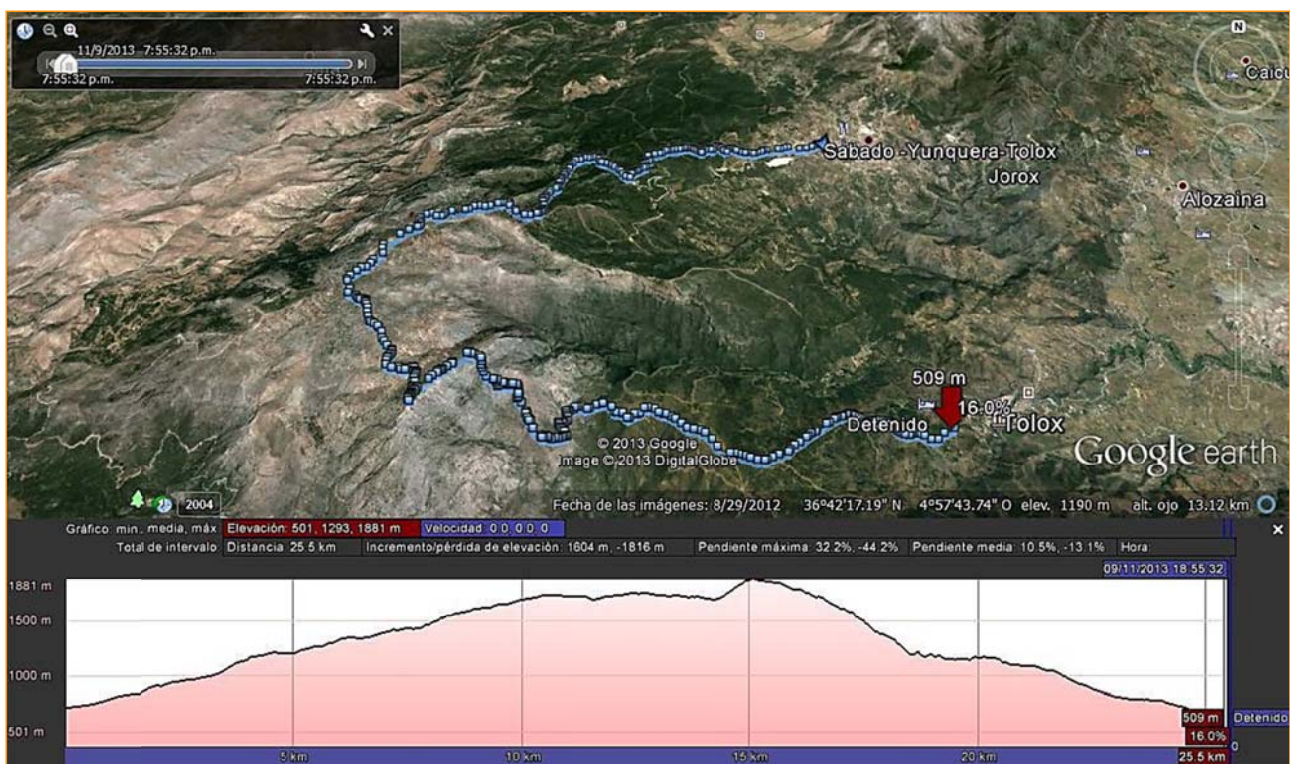 11/9/2013 7:55:32 p.m.
7:55:32 p.m. 7:55:32 p.m.
N
Sabado -Yunquera-Tolox
Jorox
Alozaina
509 m
16.0%
Detenido
Tolox
© 2013 Google
Image © 2013 DigitalGlobe
Google earth
2004
Fecha de las imágenes: 8/29/2012 36°42'17.19" N 4°57'43.74" O elev. 1190 m alt. ojo 13.12 km
Gráfico: min., media, máx Elevación: 501, 1293, 1881 m Velocidad: 0 0, 0 0, 0
Total de intervalo: Distancia: 25.5 km Incremento/pérdida de elevación: 1604 m, -1816 m Pendiente máxima: 32.2%, -44.2% Pendiente media: 10.5%, -13.1% Hora:
09/11/2013 18:55:32
1881 m
1500 m
1000 m
501 m
509 m Detenido
16.0%
0
5 km 10 km 15 km 20 km 25.5 km